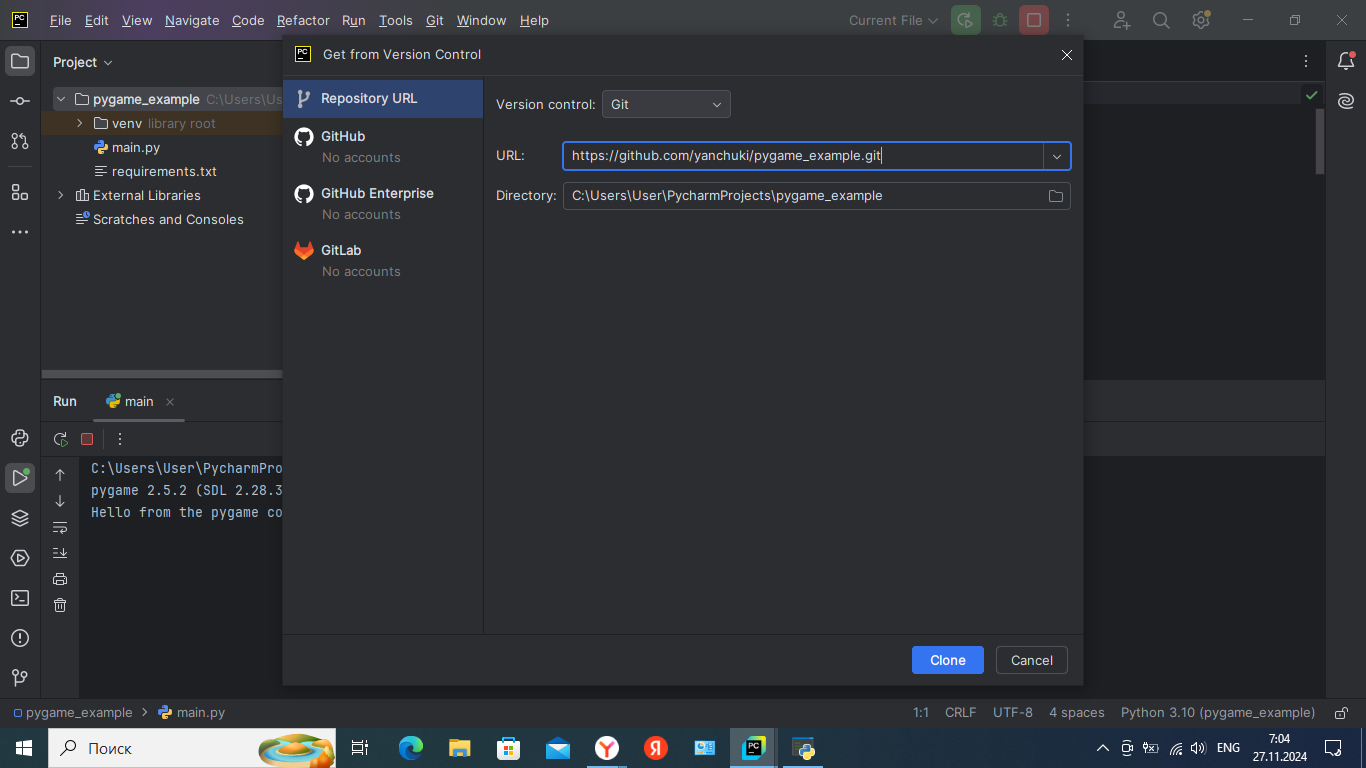 PC File Edit View Navigate Code Refactor Run Tools Git Window Help Current File
PC Get from Version Control
Project
Repository URL
Version control: Git
pygame_example C:\Users\Us
venv library root
GitHub
No accounts
URL: https://github.com/yanchuki/pygame_example.git
main.py
requirements.txt
GitHub Enterprise
No accounts
Directory: C:\Users\User\PycharmProjects\pygame_example
External Libraries
Scratches and Consoles
GitLab
No accounts
Run main
C:\Users\User\PycharmPro
pygame 2.5.2 (SDL 2.28.3
Hello from the pygame co
Clone Cancel
pygame_example main.py 1:1 CRLF UTF-8 4 spaces Python 3.10 (pygame_example)
Поиск
Я
PC
ENG
7:04
27.11.2024